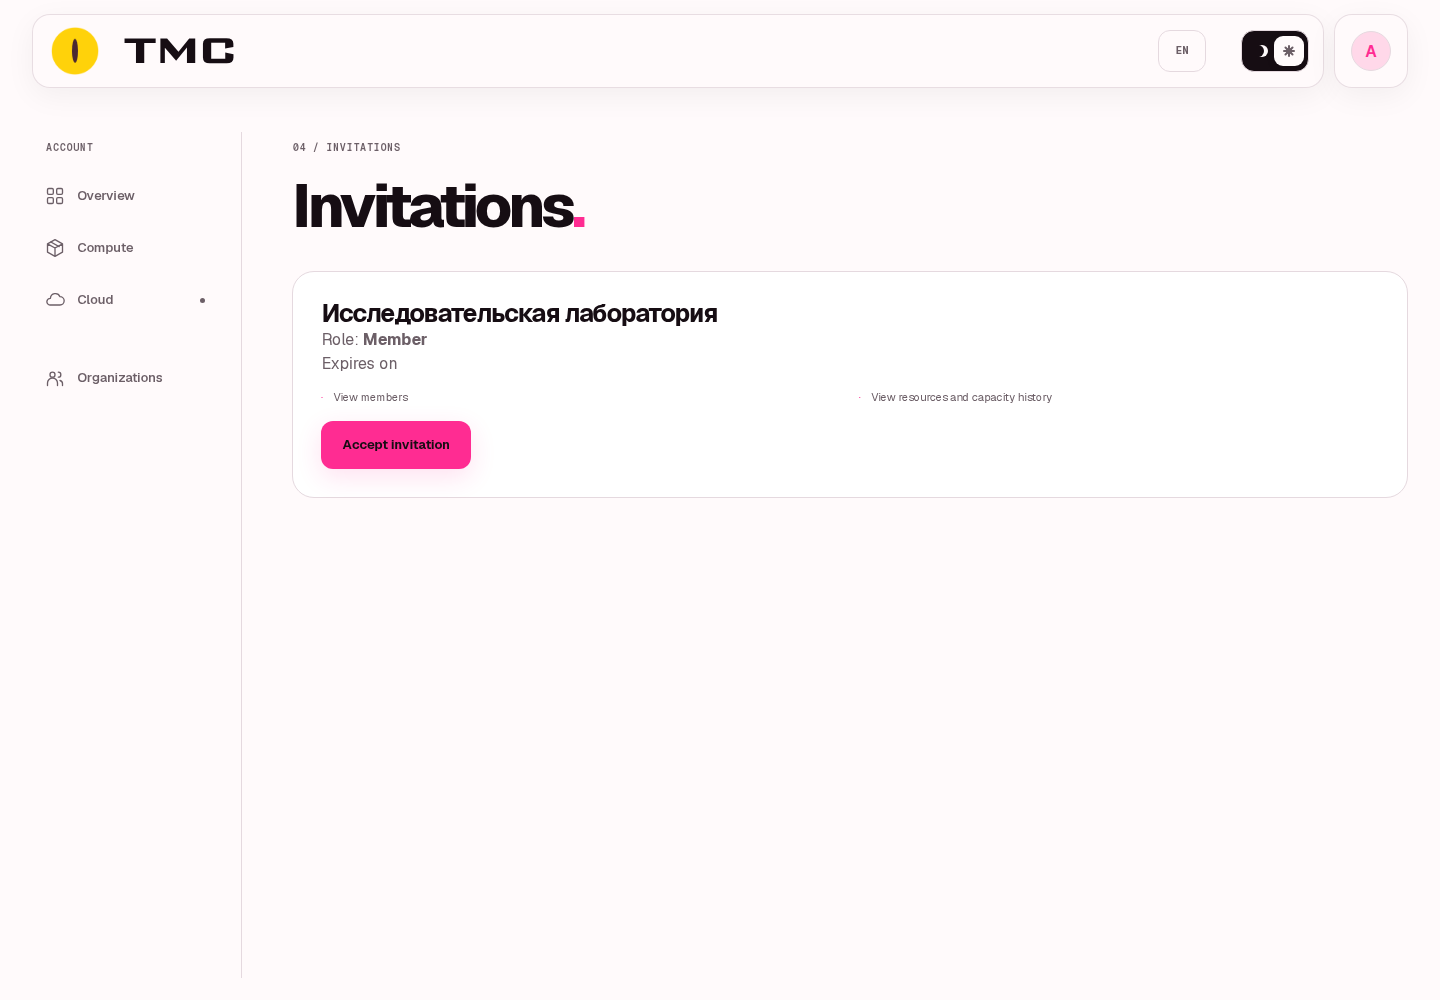 TMC
EN
A
ACCOUNT
Overview
Compute
Cloud
Organizations
04 / INVITATIONS
Invitations.
Исследовательская лаборатория
Role: Member
Expires on
· View members
· View resources and capacity history
Accept invitation